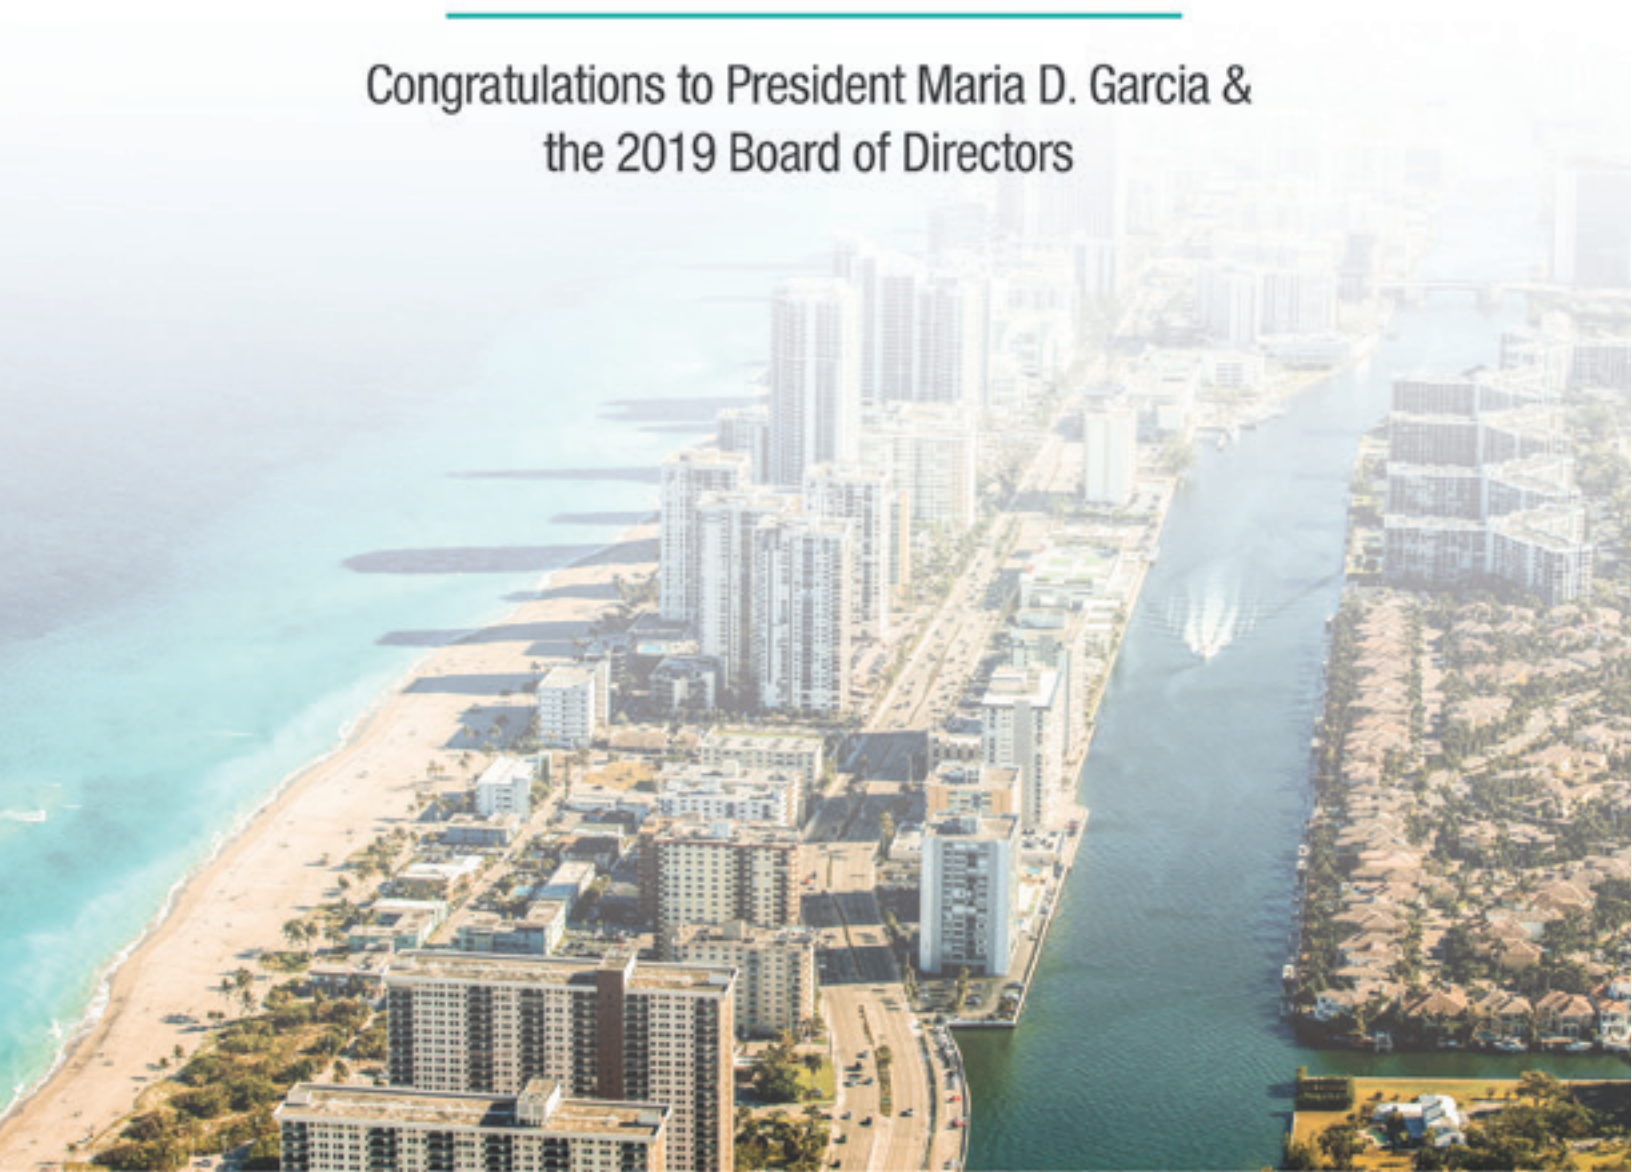 Congratulations to President Maria D. Garcia &
the 2019 Board of Directors